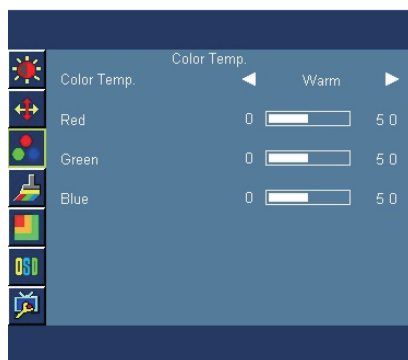 Color Temp.
Color Temp. Warm
Red 0 50
Green 0 50
Blue 0 50
OSD